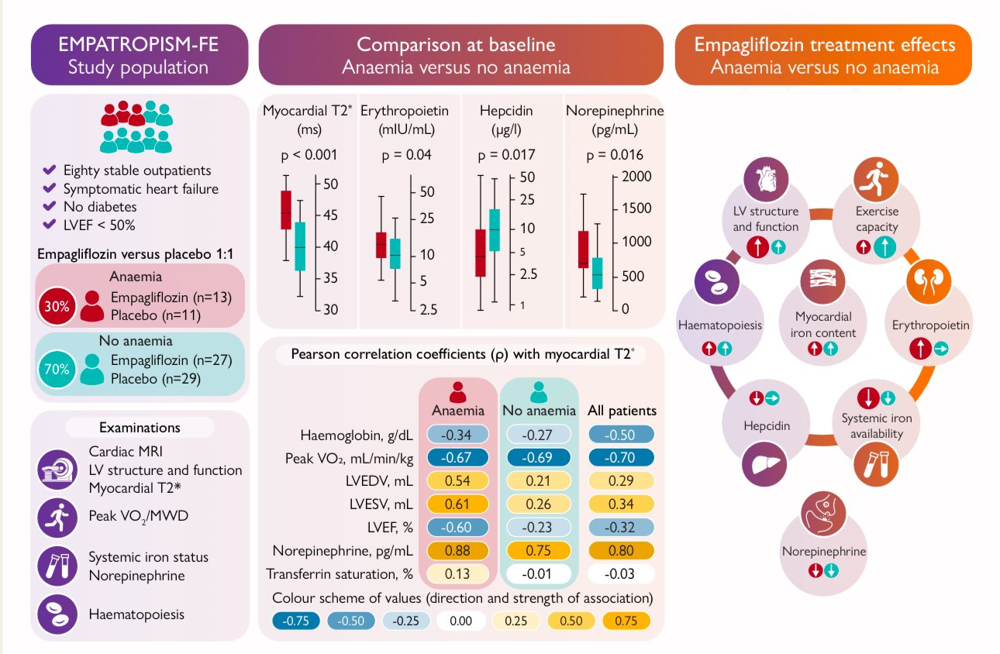 EMPATROPISM-FE
Study population
Eighty stable outpatients
Symptomatic heart failure
No diabetes
LVEF < 50%
Empagliflozin versus placebo 1:1
Anaemia
30%
Empagliflozin (n=13)
Placebo (n=11)
No anaemia
70%
Empagliflozin (n=27)
Placebo (n=29)
Examinations
Cardiac MRI
LV structure and function
Myocardial T2*
Peak VO₂/MWD
Systemic iron status
Norepinephrine
Haematopoiesis
Comparison at baseline
Anaemia versus no anaemia
Myocardial T2*
(ms)
p < 0.001
50
45
40
35
30
Erythropoietin
(mIU/mL)
p = 0.04
50
25
10
5
2.5
Hepcidin
(µg/l)
p = 0.017
50
25
10
5
2.5
1
Norepinephrine
(pg/mL)
p = 0.016
2000
1500
1000
500
0
Pearson correlation coefficients (ρ) with myocardial T2*
Anaemia No anaemia All patients
Haemoglobin, g/dL -0.34 -0.27 -0.50
Peak VO₂, mL/min/kg -0.67 -0.69 -0.70
LVEDV, mL 0.54 0.21 0.29
LVESV, mL 0.61 0.26 0.34
LVEF, % -0.60 -0.23 -0.32
Norepinephrine, pg/mL 0.88 0.75 0.80
Transferrin saturation, % 0.13 -0.01 -0.03
Colour scheme of values (direction and strength of association)
-0.75 -0.50 -0.25 0.00 0.25 0.50 0.75
Empagliflozin treatment effects
Anaemia versus no anaemia
LV structure
and function
Exercise
capacity
Haematopoiesis
Myocardial
iron content
Erythropoietin
Hepcidin
Systemic iron
availability
Norepinephrine